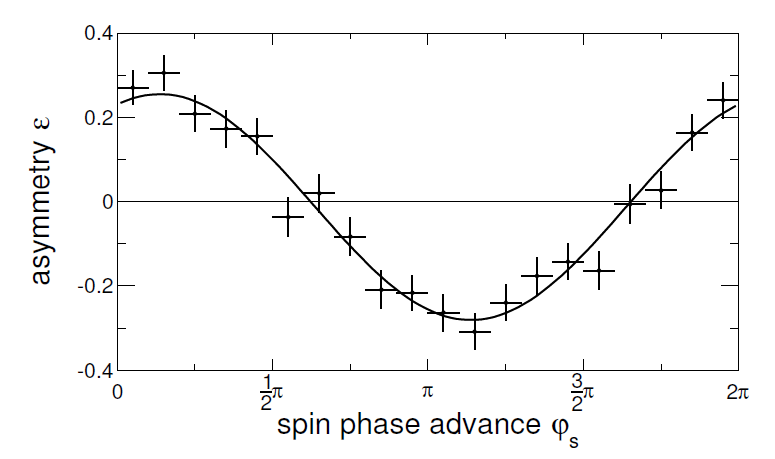 0.4
0.2
0
-0.2
-0.4
asymmetry ε
0 1/2π π 3/2π 2π
spin phase advance φs